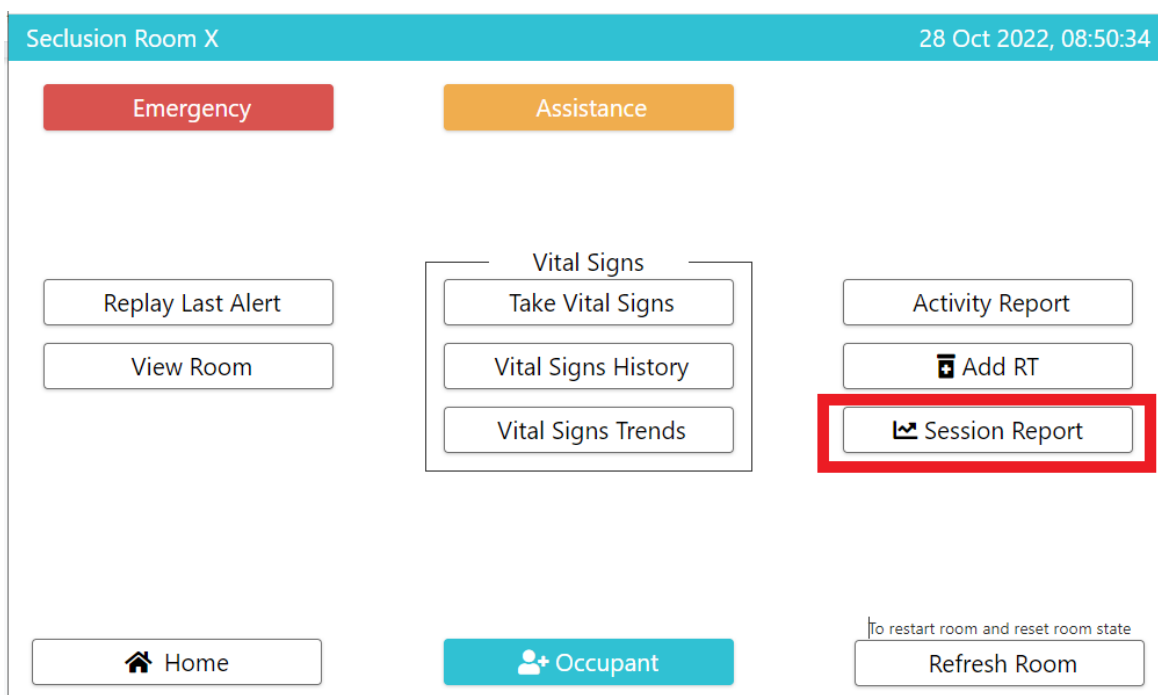 Seclusion Room X
28 Oct 2022, 08:50:34
Emergency
Assistance
Replay Last Alert
View Room
Vital Signs
Take Vital Signs
Vital Signs History
Vital Signs Trends
Activity Report
Add RT
Session Report
Home
Occupant
To restart room and reset room state
Refresh Room